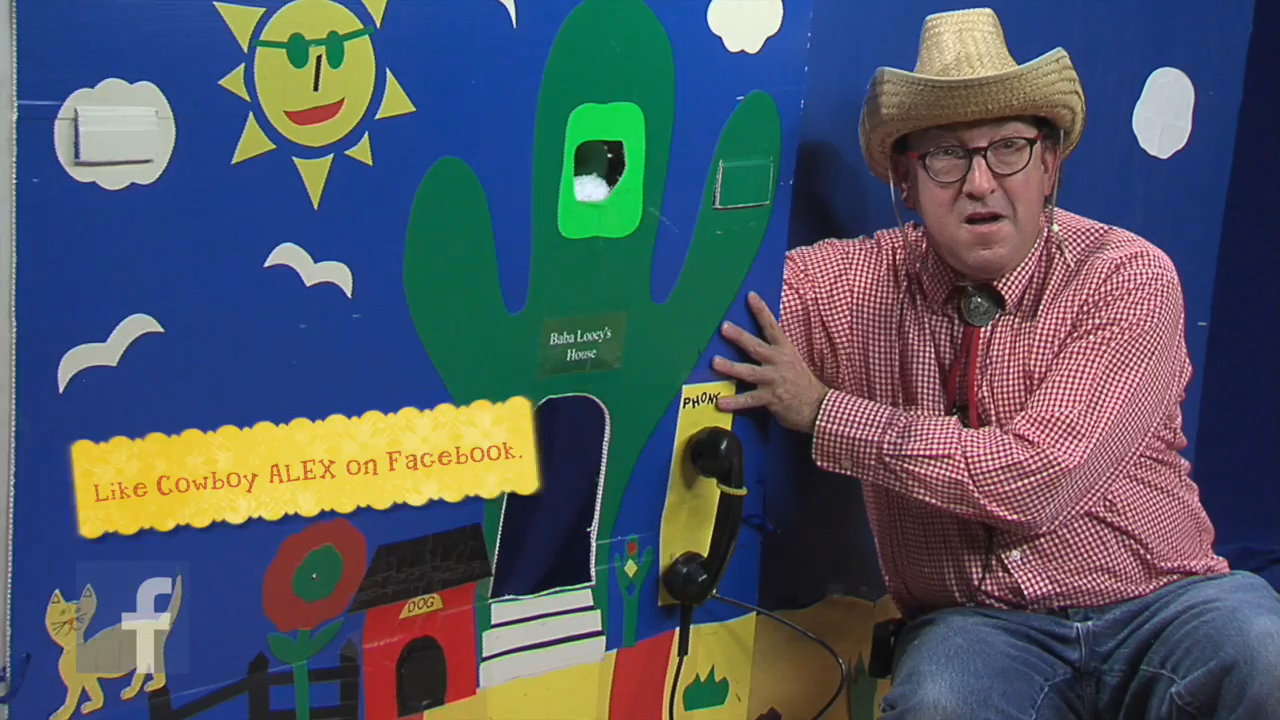 Baba Looey's
House
PHONE
Like Cowboy ALEX on Facebook.
DOG
f